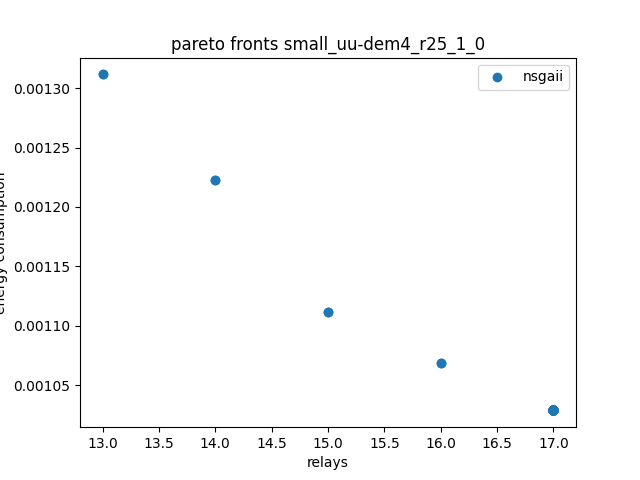 pareto fronts small_uu-dem4_r25_1_0
nsgaii
0.00130
0.00125
0.00120
0.00115
0.00110
0.00105
energy consumption
13.0 13.5 14.0 14.5 15.0 15.5 16.0 16.5 17.0
relays